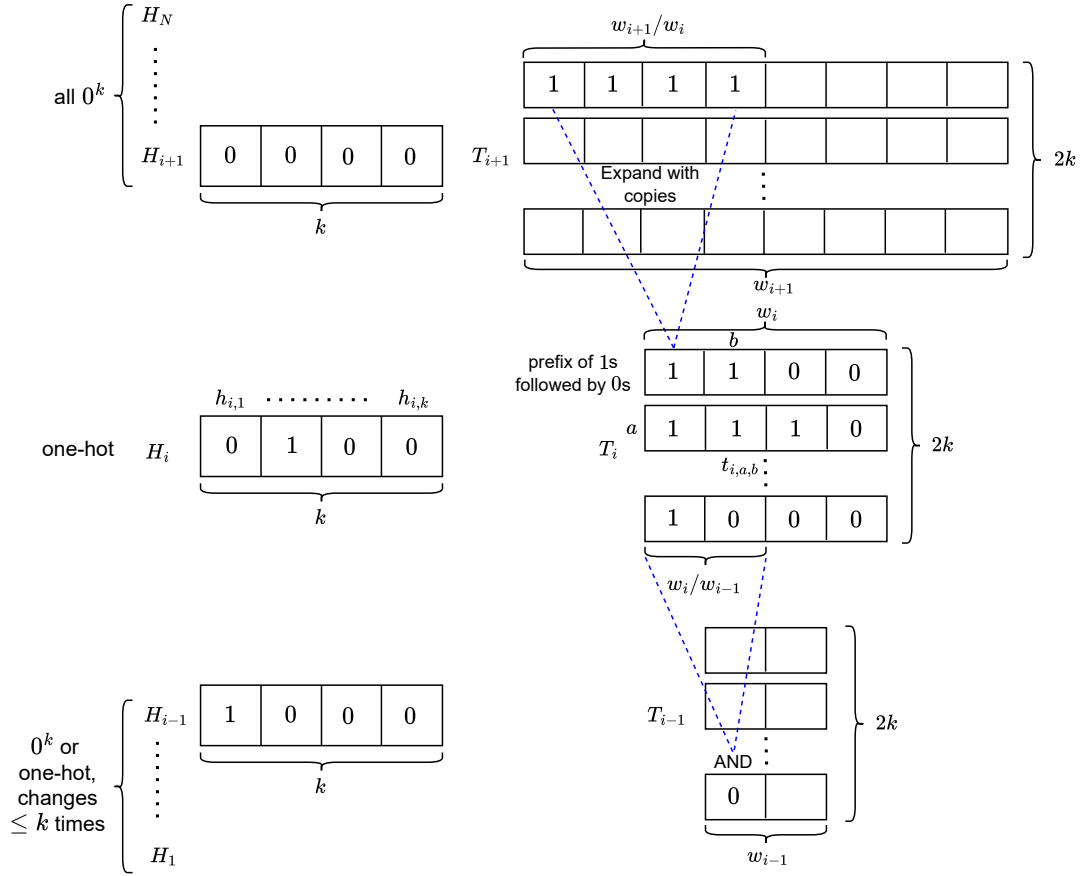 $H_N$
all $0^k$
$H_{i+1}$
0 0 0 0
$k$
$w_{i+1}/w_i$
1 1 1 1
$T_{i+1}$
Expand with
copies
$2k$
$w_{i+1}$
$w_i$
$b$
prefix of 1s
followed by 0s
1 1 0 0
$a$
1 1 1 0
$T_i$
$t_{i,a,b}$
1 0 0 0
$2k$
$w_i/w_{i-1}$
$h_{i,1}$ ......... $h_{i,k}$
one-hot
$H_i$
0 1 0 0
$k$
$T_{i-1}$
AND
0
$2k$
$w_{i-1}$
$H_{i-1}$
1 0 0 0
$k$
$0^k$ or
one-hot,
changes
$\leq k$ times
$H_1$